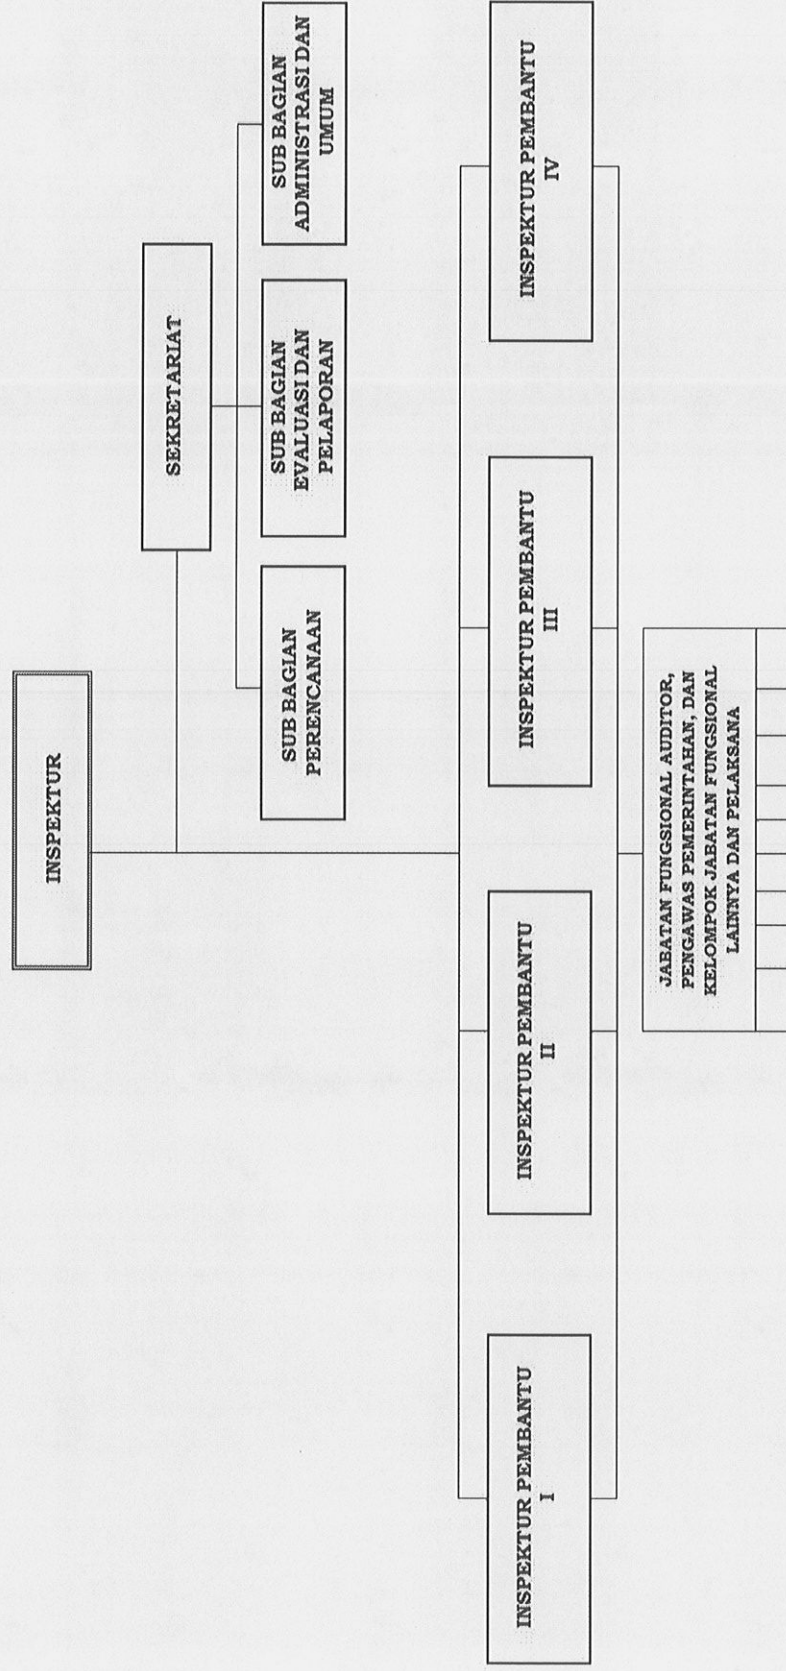 INSPEKTUR
SEKRETARIAT
SUB BAGIAN
PERENCANAAN
SUB BAGIAN
EVALUASI DAN
PELAPORAN
SUB BAGIAN
ADMINISTRASI DAN
UMUM
INSPEKTUR PEMBANTU
I
INSPEKTUR PEMBANTU
II
INSPEKTUR PEMBANTU
III
INSPEKTUR PEMBANTU
IV
JABATAN FUNGSIONAL AUDITOR,
PENGAWAS PEMERINTAHAN, DAN
KELOMPOK JABATAN FUNGSIONAL
LAINNYA DAN PELAKSANA